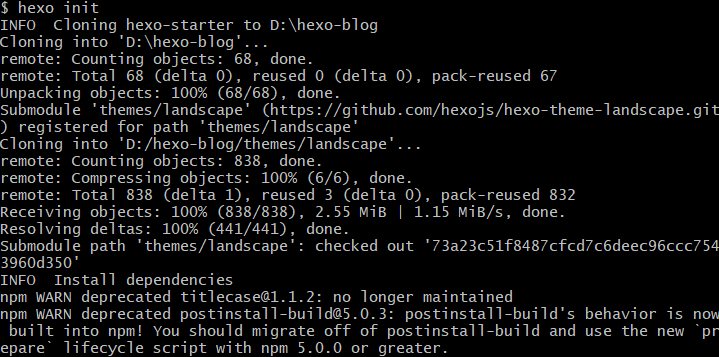 $ hexo init
INFO  Cloning hexo-starter to D:\hexo-blog
Cloning into 'D:\hexo-blog'...
remote: Counting objects: 68, done.
remote: Total 68 (delta 0), reused 0 (delta 0), pack-reused 67
Unpacking objects: 100% (68/68), done.
Submodule 'themes/landscape' (https://github.com/hexojs/hexo-theme-landscape.git
) registered for path 'themes/landscape'
Cloning into 'D:/hexo-blog/themes/landscape'...
remote: Counting objects: 838, done.
remote: Compressing objects: 100% (6/6), done.
remote: Total 838 (delta 1), reused 3 (delta 0), pack-reused 832
Receiving objects: 100% (838/838), 2.55 MiB | 1.15 MiB/s, done.
Resolving deltas: 100% (441/441), done.
Submodule path 'themes/landscape': checked out '73a23c51f8487cfcd7c6deec96ccc754
3960d350'
INFO  Install dependencies
npm WARN deprecated titlecase@1.1.2: no longer maintained
npm WARN deprecated postinstall-build@5.0.3: postinstall-build's behavior is now
 built into npm! You should migrate off of postinstall-build and use the new `pr
epare` lifecycle script with npm 5.0.0 or greater.